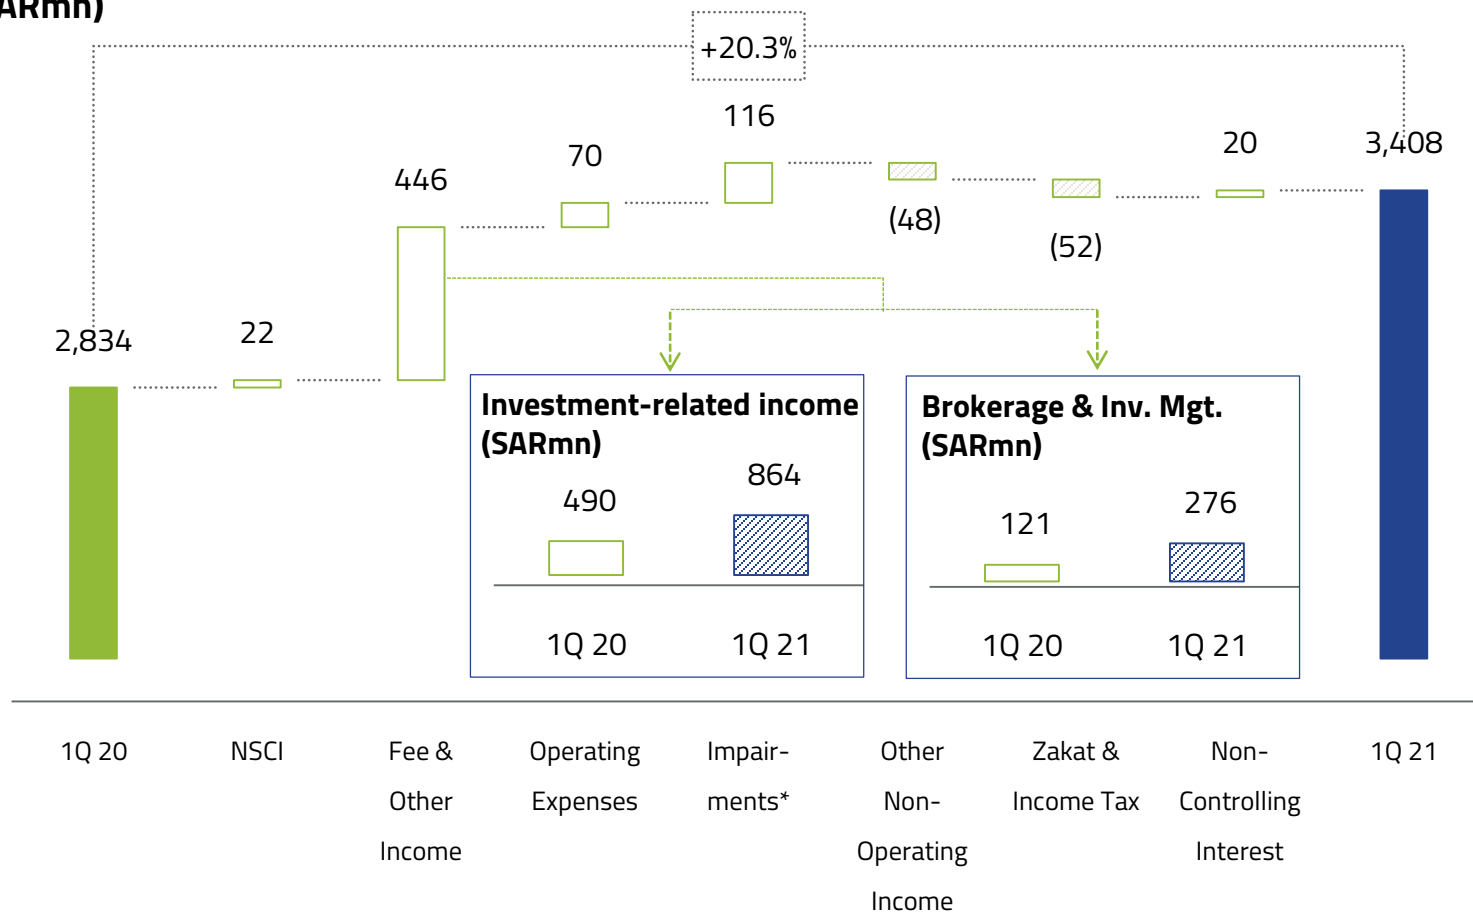 ARmn)
+20.3%
2,834
22
446
70
116
(48)
(52)
20
3,408
Investment-related income
(SARmn)
490
864
1Q 20
1Q 21
Brokerage & Inv. Mgt.
(SARmn)
121
276
1Q 20
1Q 21
1Q 20
NSCI
Fee &
Other
Income
Operating
Expenses
Impair-
ments*
Other
Non-
Operating
Income
Zakat &
Income Tax
Non-
Controlling
Interest
1Q 21